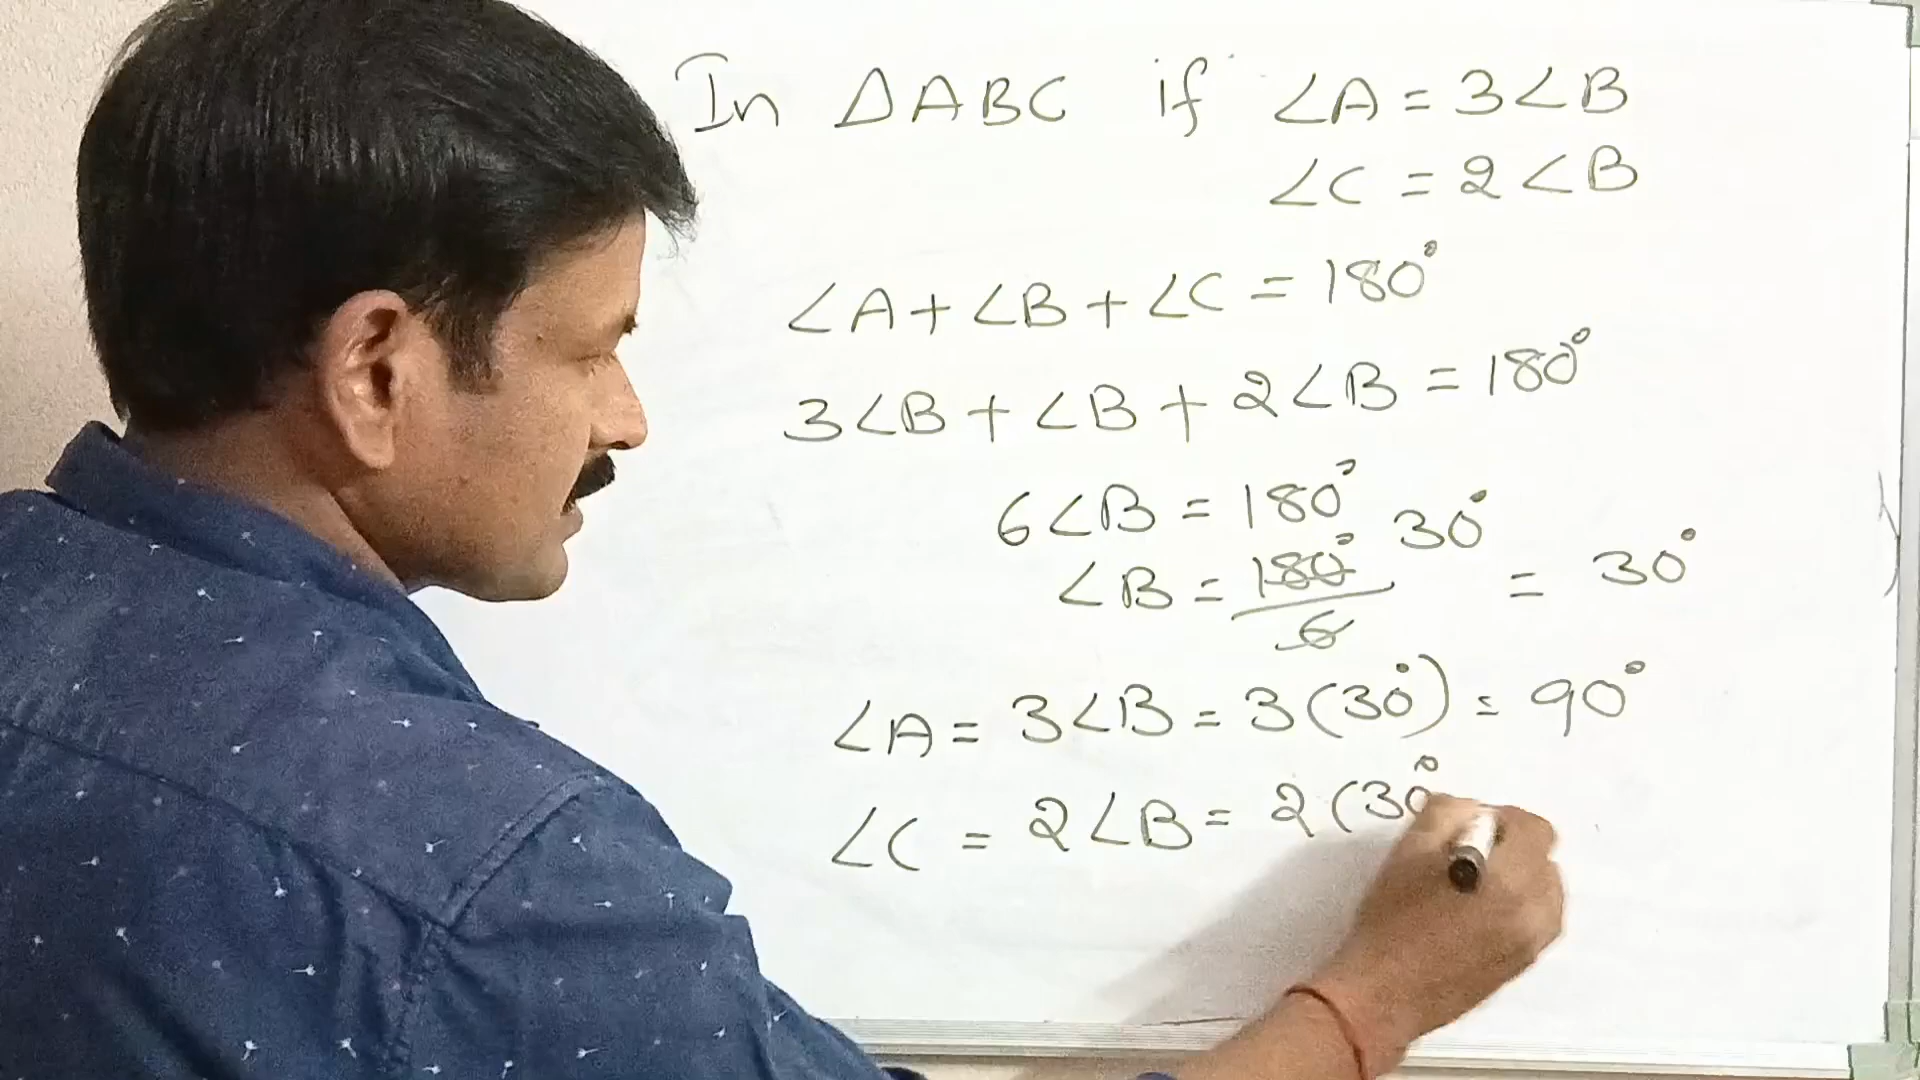 In ΔABC if ∠A = 3∠B
∠C = 2∠B
∠A + ∠B + ∠C = 180°
3∠B + ∠B + 2∠B = 180°
6∠B = 180°
∠B = 180°/6 30° = 30°
∠A = 3∠B = 3(30°) = 90°
∠C = 2∠B = 2(30°